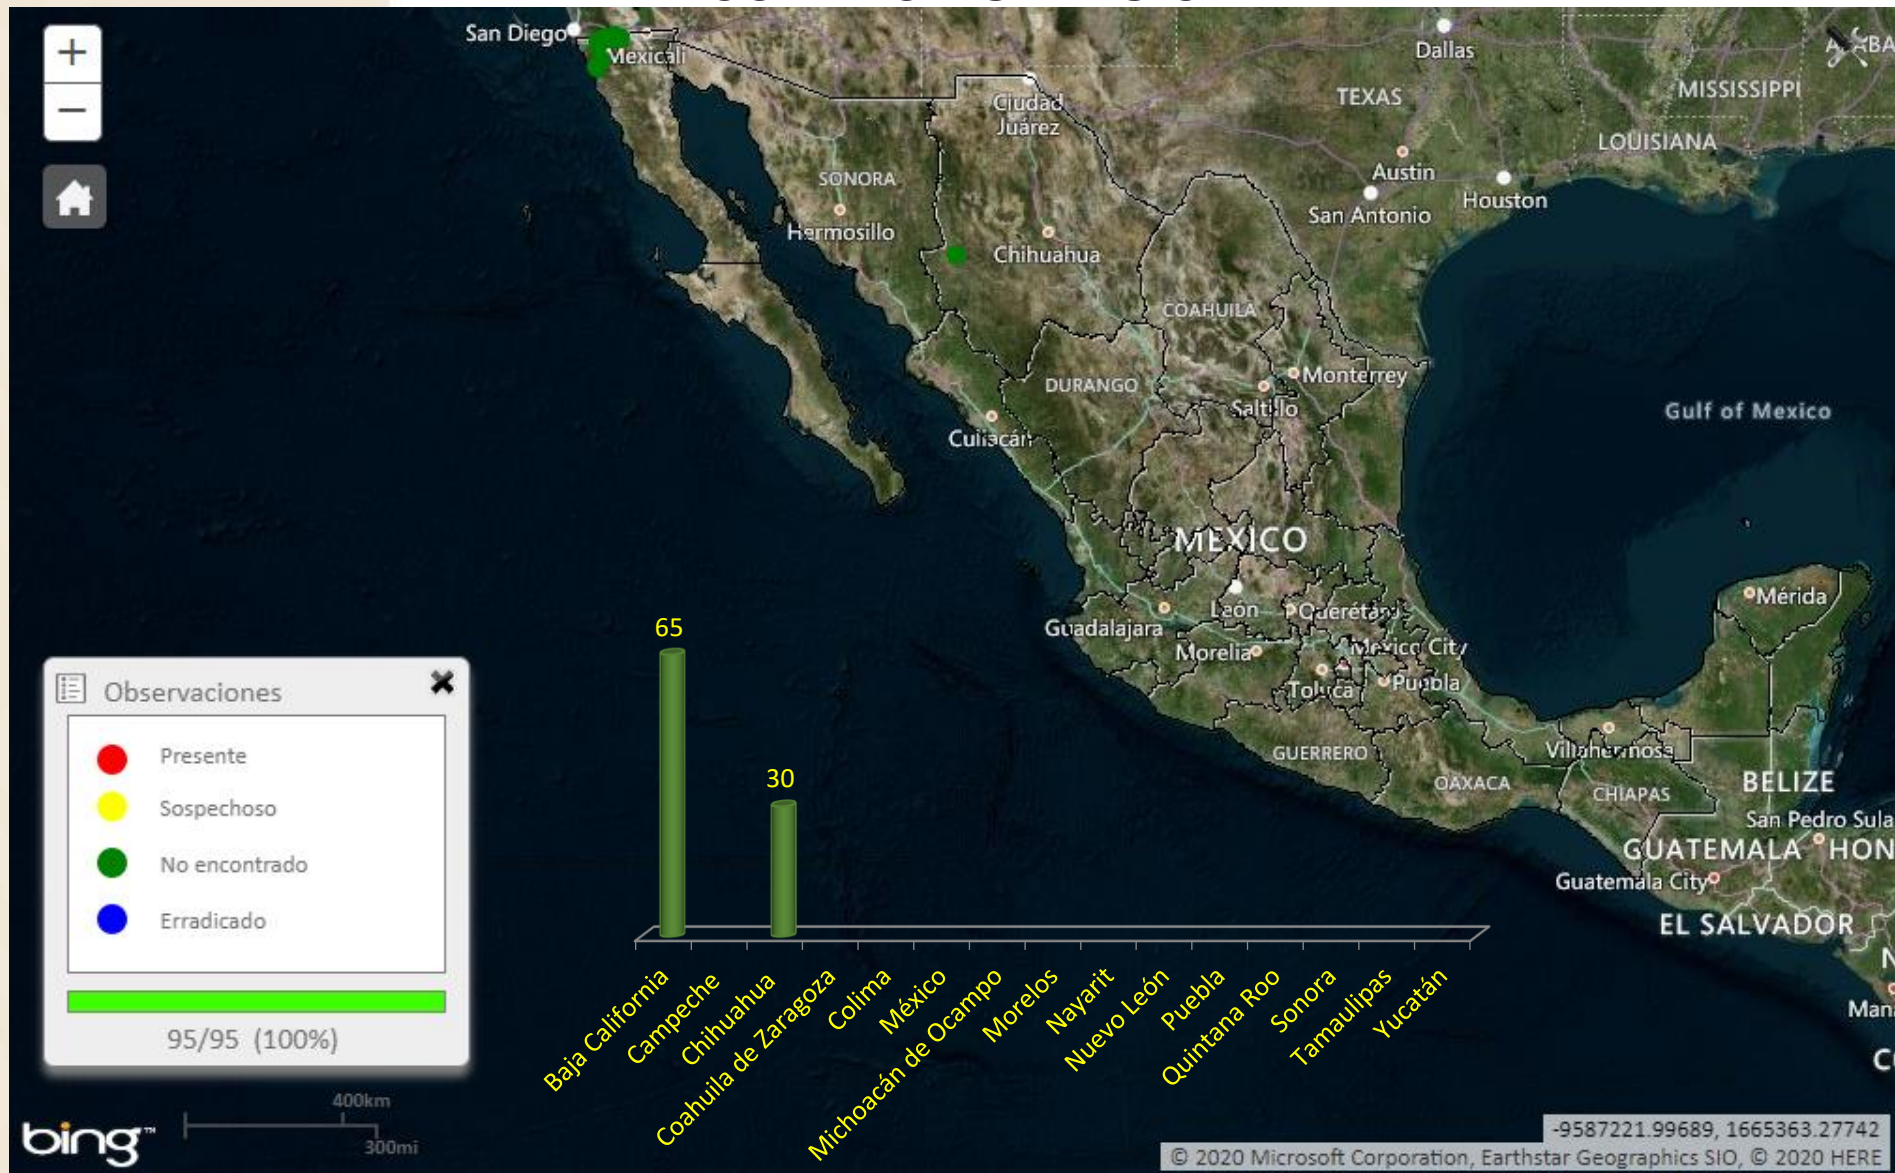 San Diego
Mexicali
Dallas
TEXAS
MISSISSIPPI
LOUISIANA
Ciudad
Juárez
Austin
Houston
San Antonio
SONORA
Hermosillo
Chihuahua
COAHUILA
Monterrey
DURANGO
Saltillo
Culiacán
Gulf of Mexico
MEXICO
Mérida
León
Querétaro
Guadalajara
Morelia
Mexico City
Toluca
Puebla
GUERRERO
Villahermosa
OAXACA
CHIAPAS
BELIZE
San Pedro Sula
GUATEMALA
HON
Guatemala City
EL SALVADOR
N
Man
65
30
Observaciones
Presente
Sospechoso
No encontrado
Erradicado
95/95 (100%)
Baja California
Campeche
Chihuahua
Coahuila de Zaragoza
Colima
México
Michoacán de Ocampo
Morelos
Nayarit
Nuevo León
Puebla
Quintana Roo
Sonora
Tamaulipas
Yucatán
400km
300mi
bing™
-9587221.99689, 1665363.27742
© 2020 Microsoft Corporation, Earthstar Geographics SIO, © 2020 HERE